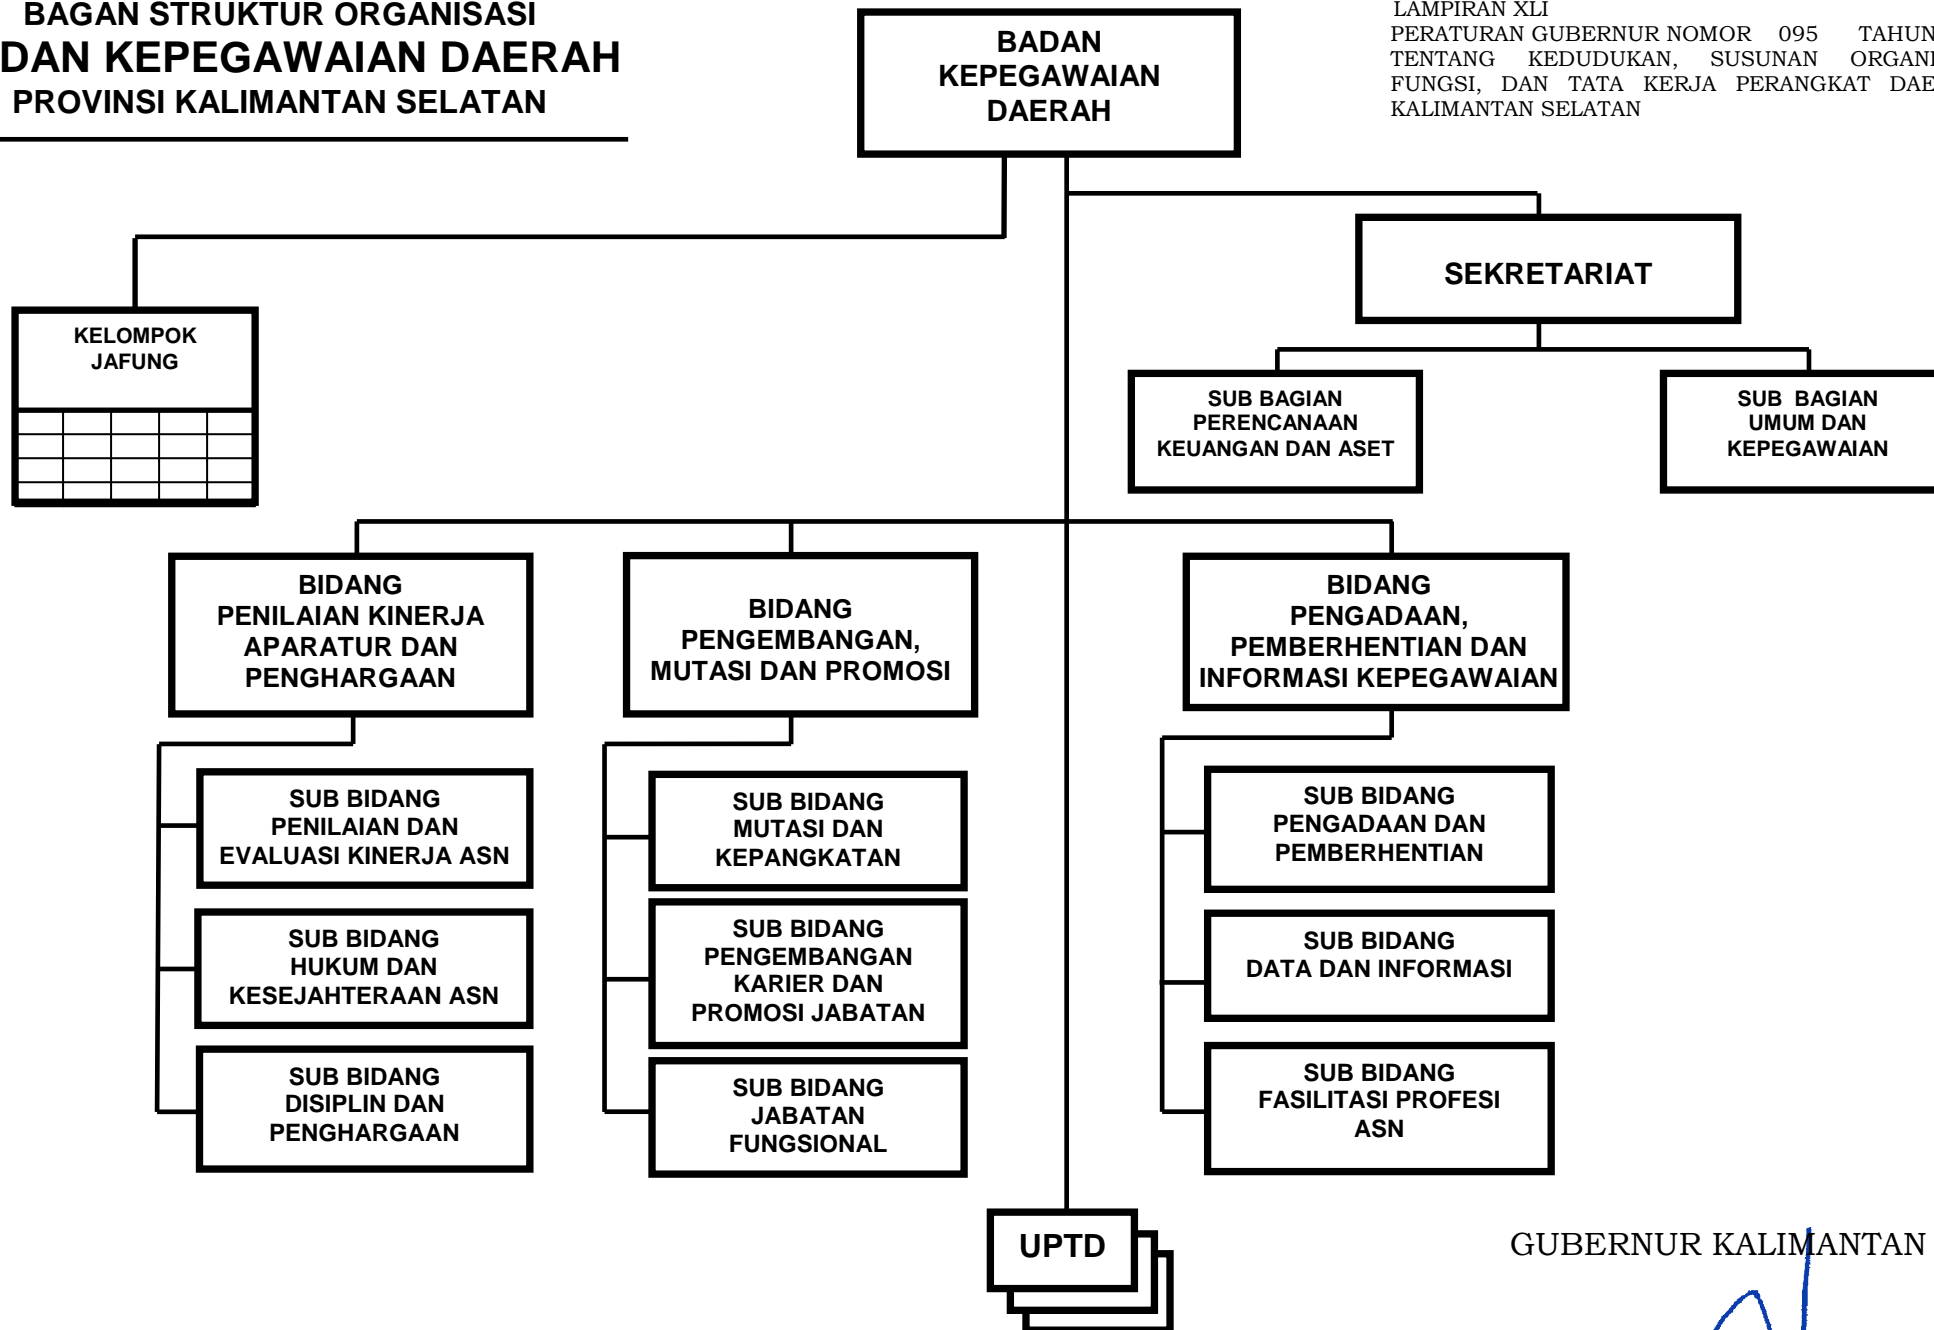 BAGAN STRUKTUR ORGANISASI
DAN KEPEGAWAIAN DAERAH
PROVINSI KALIMANTAN SELATAN
BADAN
KEPEGAWAIAN
DAERAH
LAMPIRAN XLI
PERATURAN GUBERNUR NOMOR 095 TAHUN
TENTANG KEDUDUKAN, SUSUNAN
FUNGSI, DAN TATA KERJA PERANGKAT
KALIMANTAN SELATAN
SEKRETARIAT
KELOMPOK
JAFUNG
SUB BAGIAN
PERENCANAAN
KEUANGAN DAN ASET
SUB BAGIAN
UMUM DAN
KEPEGAWAIAN
BIDANG
PENILAIAN KINERJA
APARATUR DAN
PENGHARGAAN
BIDANG
PENGEMBANGAN,
MUTASI DAN PROMOSI
BIDANG
PENGADAAN,
PEMBERHENTIAN DAN
INFORMASI KEPEGAWAIAN
SUB BIDANG
PENILAIAN DAN
EVALUASI KINERJA ASN
SUB BIDANG
HUKUM DAN
KESEJAHTERAAN ASN
SUB BIDANG
DISIPLIN DAN
PENGHARGAAN
SUB BIDANG
MUTASI DAN
KEPANGKATAN
SUB BIDANG
PENGEMBANGAN
KARIER DAN
PROMOSI JABATAN
SUB BIDANG
JABATAN
FUNGSIONAL
SUB BIDANG
PENGADAAN DAN
PEMBERHENTIAN
SUB BIDANG
DATA DAN INFORMASI
SUB BIDANG
FASILITASI PROFESI
ASN
UPTD
GUBERNUR KALIMANTAN